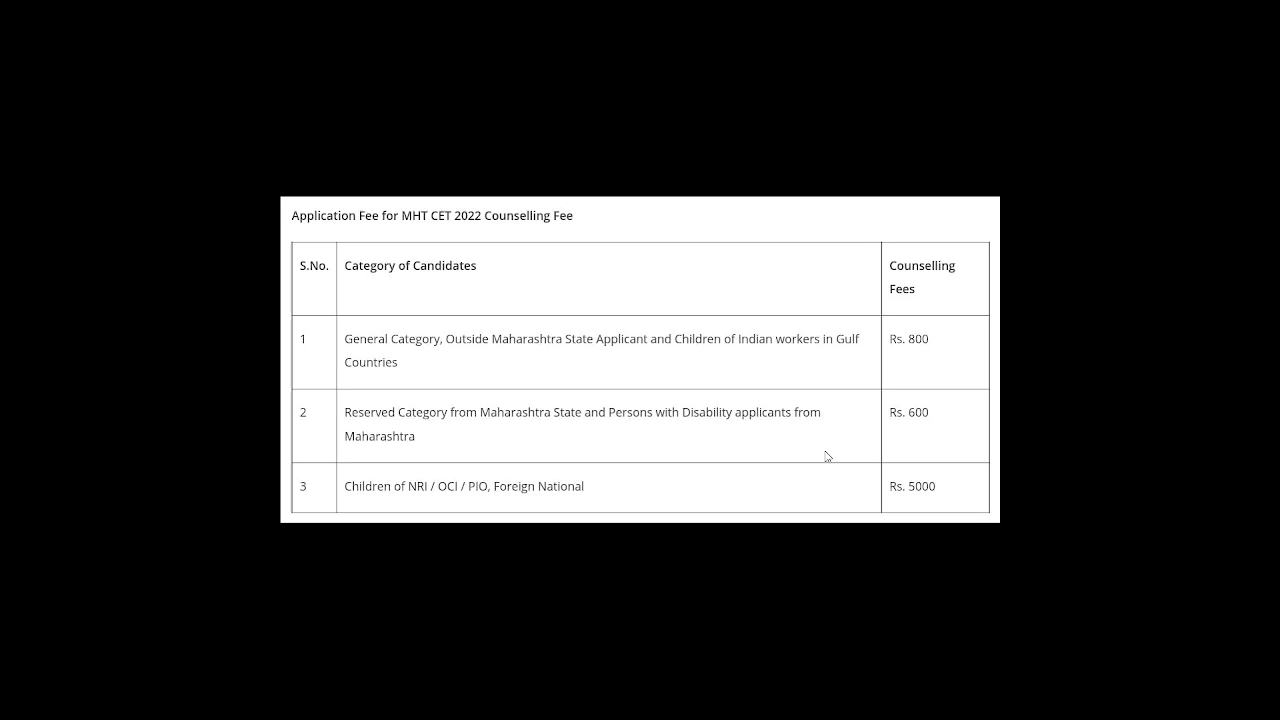 Application Fee for MHT CET 2022 Counselling Fee
S.No. Category of Candidates Counselling
Fees
1 General Category, Outside Maharashtra State Applicant and Children of Indian workers in Gulf Rs. 800
Countries
2 Reserved Category from Maharashtra State and Persons with Disability applicants from Rs. 600
Maharashtra
3 Children of NRI / OCI / PIO, Foreign National Rs. 5000